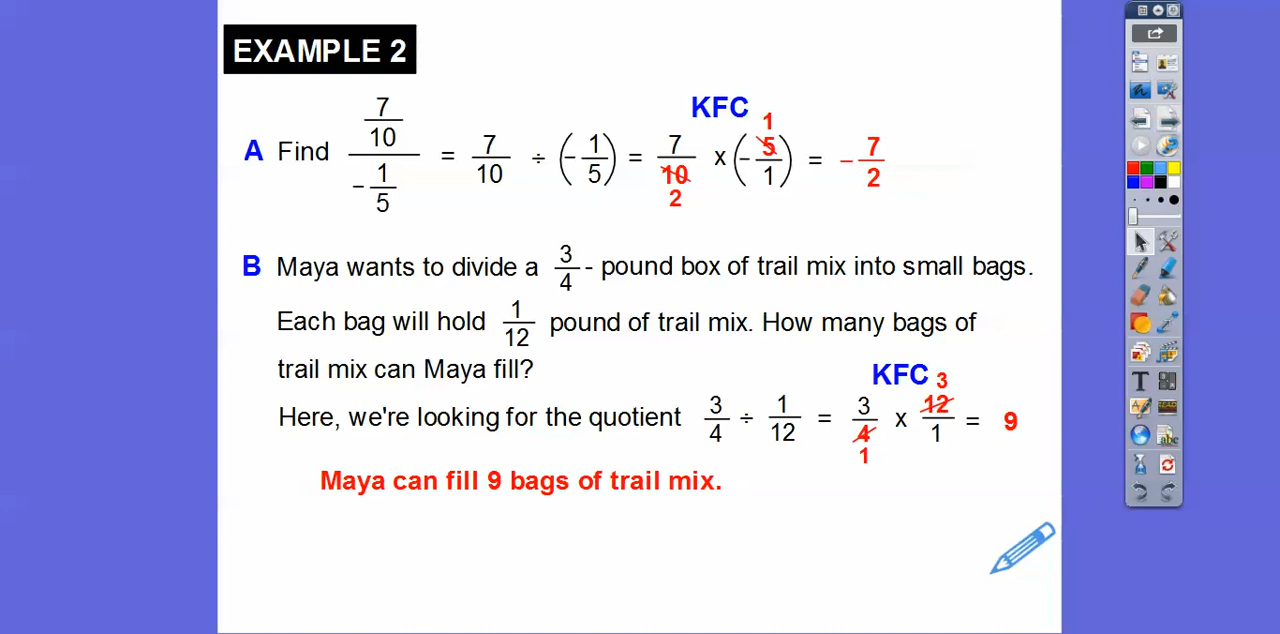 EXAMPLE 2
KFC
A Find 7/10 / -1/5 = 7/10 ÷ (-1/5) = 7/10 2 x (-5/1) 1 = -7/2
B Maya wants to divide a 3/4 - pound box of trail mix into small bags.
Each bag will hold 1/12 pound of trail mix. How many bags of
trail mix can Maya fill?
KFC
Here, we're looking for the quotient 3/4 ÷ 1/12 = 3/4 1 x 12/1 3 = 9
Maya can fill 9 bags of trail mix.